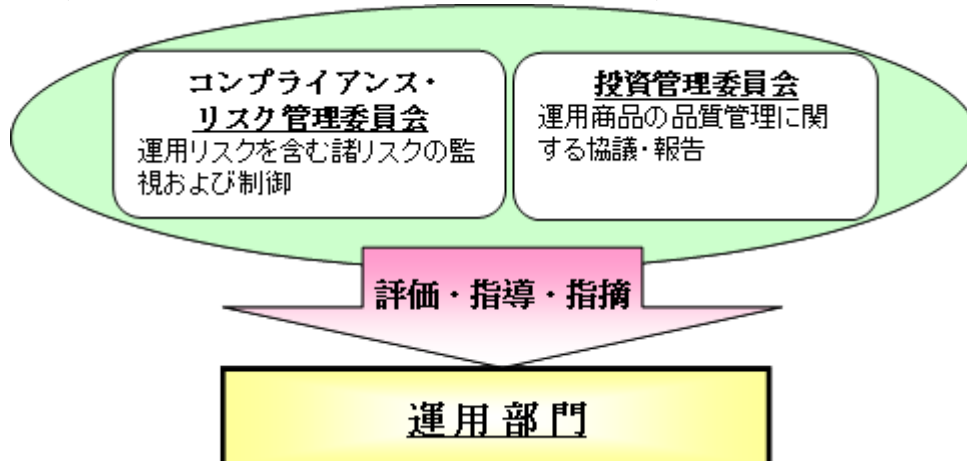 コンプライアンス・
リスク管理委員会
運用リスクを含む諸リスクの監
視および制御
投資管理委員会
運用商品の品質管理に関
する協議・報告
評価・指導・指摘
運用部門